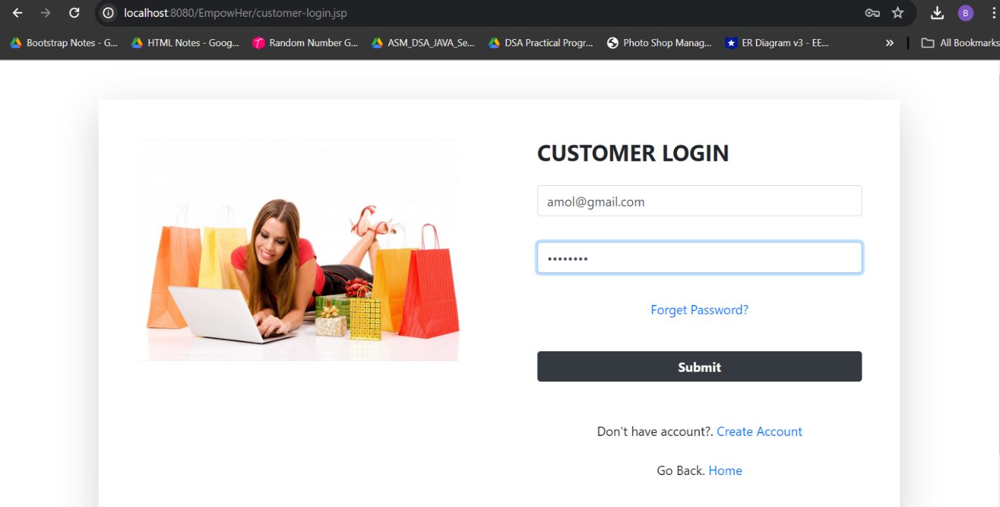 localhost:8080/EmpowHer/customer-login.jsp
B
Bootstrap Notes - G... HTML Notes - Goog... Random Number G... ASM_DSA_JAVA_Se... DSA Practical Progr... Photo Shop Manag... ER Diagram v3 - EE... » All Bookmarks
CUSTOMER LOGIN
amol@gmail.com
••••••••
Forget Password?
Submit
Don't have account?. Create Account
Go Back. Home